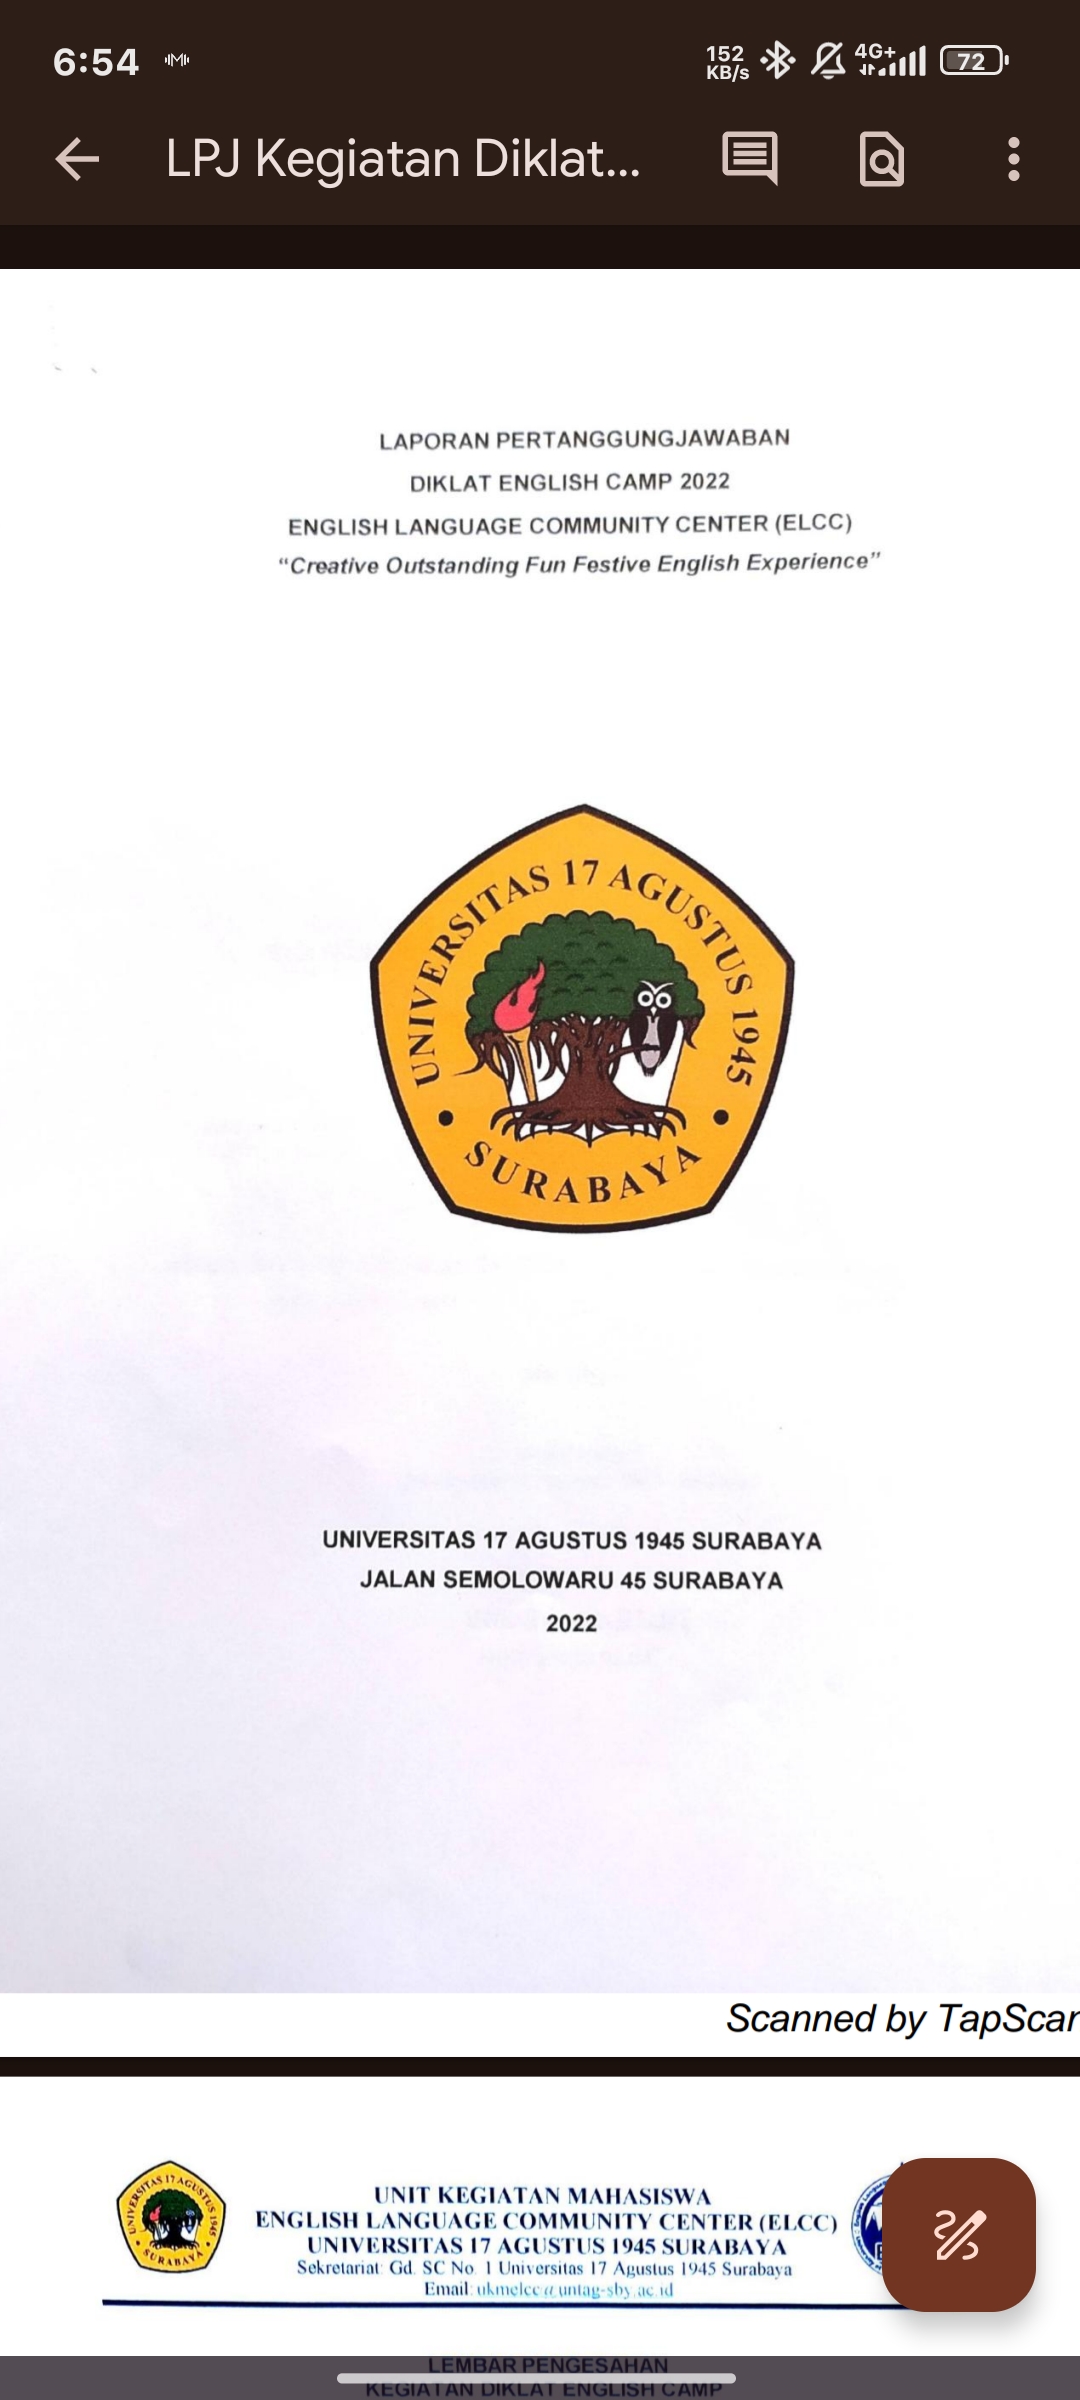 6:54
152
KB/s
4G+
72
LPJ Kegiatan Diklat...
LAPORAN PERTANGGUNGJAWABAN
DIKLAT ENGLISH CAMP 2022
ENGLISH LANGUAGE COMMUNITY CENTER (ELCC)
“Creative Outstanding Fun Festive English Experience”
UNIVERSITAS 17 AGUSTUS 1945
SURABAYA
UNIVERSITAS 17 AGUSTUS 1945 SURABAYA
JALAN SEMOLOWARU 45 SURABAYA
2022
Scanned by TapScan
UNIVERSITAS 17 AGUSTUS 1945
SURABAYA
UNIT KEGIATAN MAHASISWA
ENGLISH LANGUAGE COMMUNITY CENTER (ELCC)
UNIVERSITAS 17 AGUSTUS 1945 SURABAYA
Sekretariat: Gd. SC No. 1 Universitas 17 Agustus 1945 Surabaya
Email: ukmelcc@untag-sby.ac.id
LEMBAR PENGESAHAN
KEGIATAN DIKLAT ENGLISH CAMP